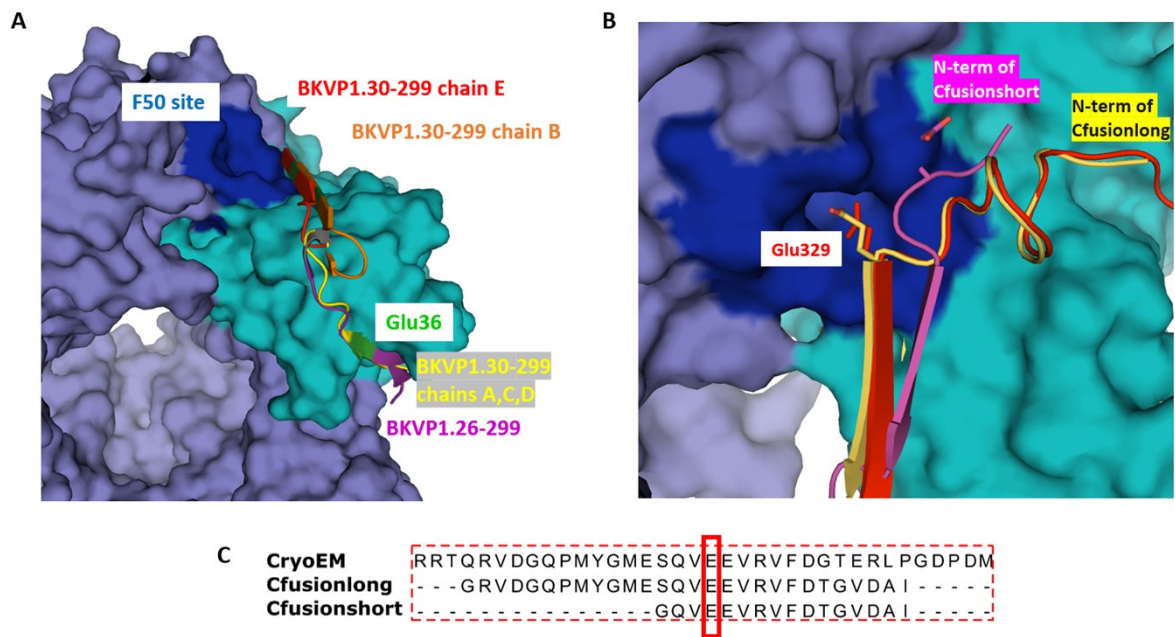 A
F50 site
BKVP1.30-299 chain E
BKVP1.30-299 chain B
Glu36
BKVP1.30-299
chains A,C,D
BKVP1.26-299
B
N-term of
Cfusionshort
N-term of
Cfusionlong
Glu329
C
CryoEM RRTQRVDGQPMYGMESQVEEVRVFDGTERLPGDPDM
Cfusionlong - - - GRVDGQPMYGMESQVEEVRVFDTGVDAI - - - - -
Cfusionshort - - - - - - - - - - - - - - - GQVEEVRVFDTGVDAI - - - - -